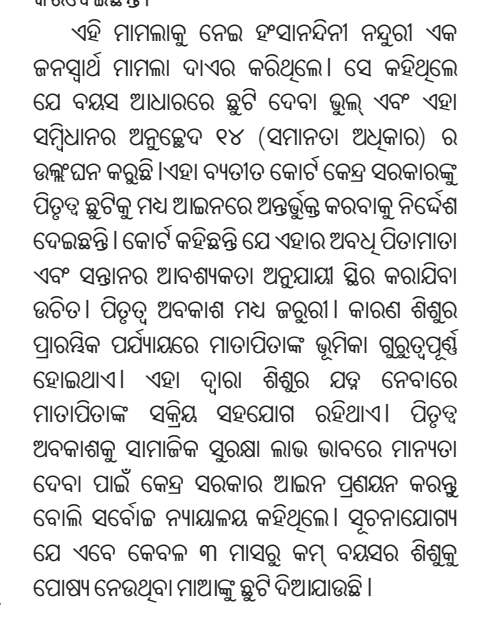 ଏହି ମାମଲାକୁ ନେଇ ହଂସାନନ୍ଦିନୀ ନନ୍ଦୁରୀ ଏକ
ଜନସ୍ୱାର୍ଥ ମାମଲା ଦାଏର କରିଥିଲେ। ସେ କହିଥିଲେ
ଯେ ବୟସ ଆଧାରରେ ଛୁଟି ଦେବା ଭୁଲ୍ ଏବଂ ଏହା
ସମ୍ବିଧାନର ଅନୁଚ୍ଛେଦ ୧୪ (ସମାନତା ଅଧିକାର) ର
ଉଲ୍ଲଂଘନ କରୁଛି ।ଏହା ବ୍ୟତୀତ କୋର୍ଟ କେନ୍ଦ୍ର ସରକାରଙ୍କୁ
ପିତୃତ୍ୱ ଛୁଟିକୁ ମଧ୍ୟ ଆଇନରେ ଅନ୍ତର୍ଭୁକ୍ତ କରବାକୁ ନିର୍ଦ୍ଦେଶ
ଦେଇଛନ୍ତି । କୋର୍ଟ କହିଛନ୍ତି ଯେ ଏହାର ଅବଧି ପିତାମାତା
ଏବଂ ସନ୍ତାନର ଆବଶ୍ୟକତା ଅନୁଯାୟୀ ସ୍ଥିର କରାଯିବା
ଉଚିତ। ପିତୃତ୍ୱ ଅବକାଶ ମଧ୍ୟ ଜରୁରୀ। କାରଣ ଶିଶୁର
ପ୍ରାରମ୍ଭିକ ପର୍ଯ୍ୟାୟରେ ମାତାପିତାଙ୍କ ଭୂମିକା ଗୁରୁତ୍ୱପୂର୍ଣ୍ଣ
ହୋଇଥାଏ। ଏହା ଦ୍ୱାରା ଶିଶୁର ଯତ୍ନ ନେବାରେ
ମାତାପିତାଙ୍କ ସକ୍ରିୟ ସହଯୋଗ ରହିଥାଏ। ପିତୃତ୍ୱ
ଅବକାଶକୁ ସାମାଜିକ ସୁରକ୍ଷା ଲାଭ ଭାବରେ ମାନ୍ୟତା
ଦେବା ପାଇଁ କେନ୍ଦ୍ର ସରକାର ଆଇନ ପ୍ରଣୟନ କରନ୍ତୁ
ବୋଲି ସର୍ବୋଚ୍ଚ ନ୍ୟାୟାଳୟ କହିଥିଲେ। ସୂଚନାଯୋଗ୍ୟ
ଯେ ଏବେ କେବଳ ୩ ମାସରୁ କମ୍ ବୟସର ଶିଶୁକୁ
ପୋଷ୍ୟ ନେଉଥିବା ମାଆଙ୍କୁ ଛୁଟି ଦିଆଯାଉଛି ।